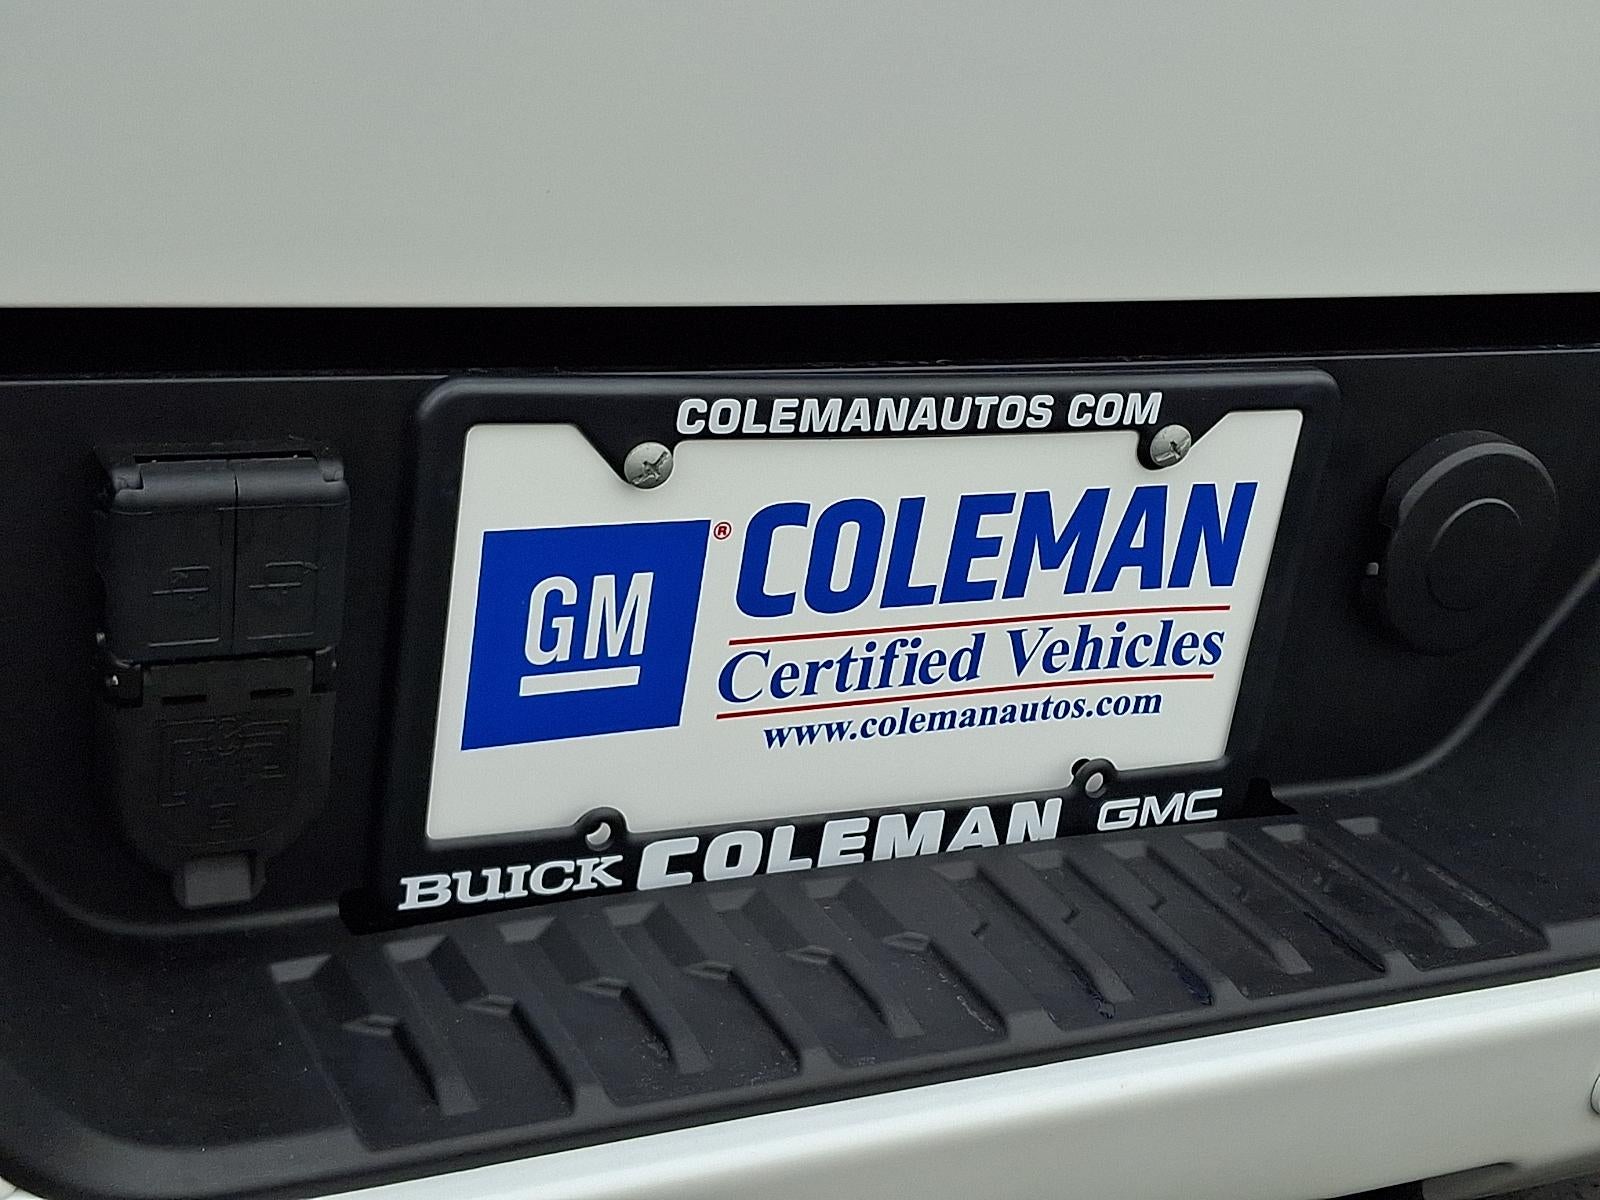 COLEMANAUTOS COM
GM
®
COLEMAN
Certified Vehicles
www.colemanautos.com
BUICK COLEMAN GMC